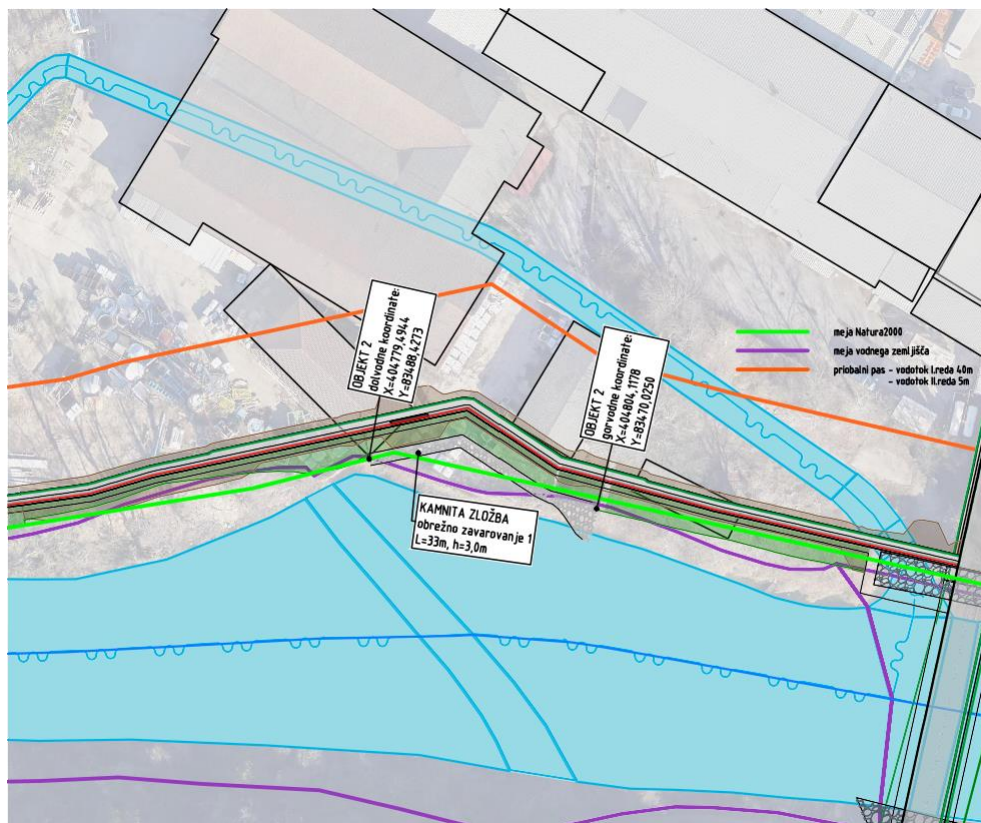 OBJEKT 2
dolvodne koordinate:
X=404779,4944
Y=83488,4273
OBJEKT 2
gorvodne koordinate:
X=404804,1178
Y=83470,0250
meja Natura2000
meja vodnega zemljišča
priobalni pas - vodotok I.reda 40m
- vodotok II.reda 5m
KAMNITA ZLOŽBA
obrežno zavarovanje 1
L=33m, h=3,0m